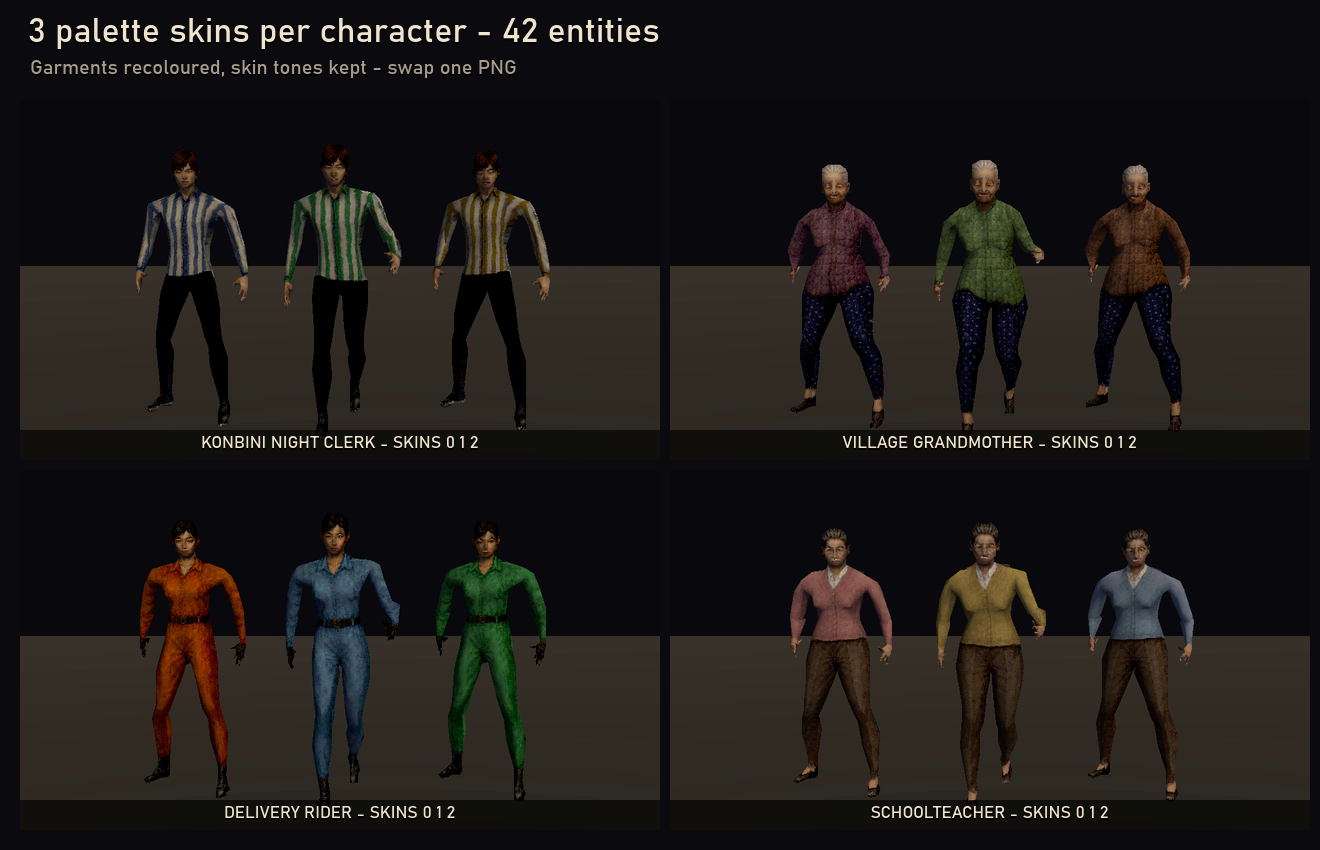 3 palette skins per character - 42 entities
Garments recoloured, skin tones kept - swap one PNG
KONBINI NIGHT CLERK - SKINS 0 1 2
VILLAGE GRANDMOTHER - SKINS 0 1 2
DELIVERY RIDER - SKINS 0 1 2
SCHOOLTEACHER - SKINS 0 1 2